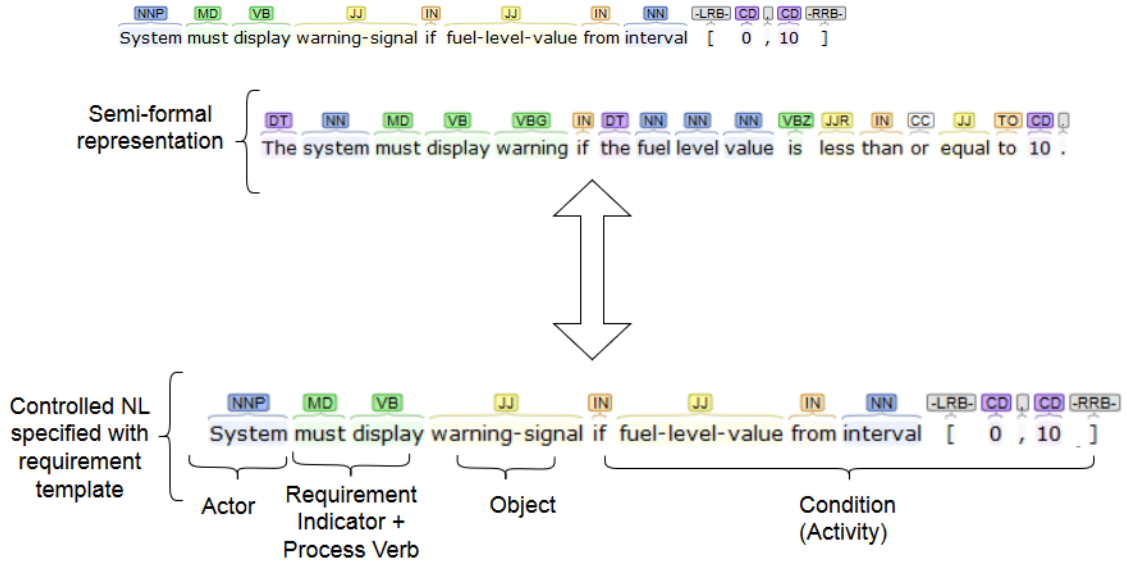 NNP MD VB JJ IN JJ IN NN -LRB- CD , CD -RRB-
System must display warning-signal if fuel-level-value from interval [ 0 , 10 ]
Semi-formal
representation
DT NN MD VB VBG IN DT NN NN NN VBZ JJR IN CC JJ TO CD .
The system must display warning if the fuel level value is less than or equal to 10 .
Controlled NL
specified with
requirement
template
NNP MD VB JJ IN JJ IN NN -LRB- CD , CD -RRB-
System must display warning-signal if fuel-level-value from interval [ 0 , 10 ]
Actor
Requirement
Indicator +
Process Verb
Object
Condition
(Activity)